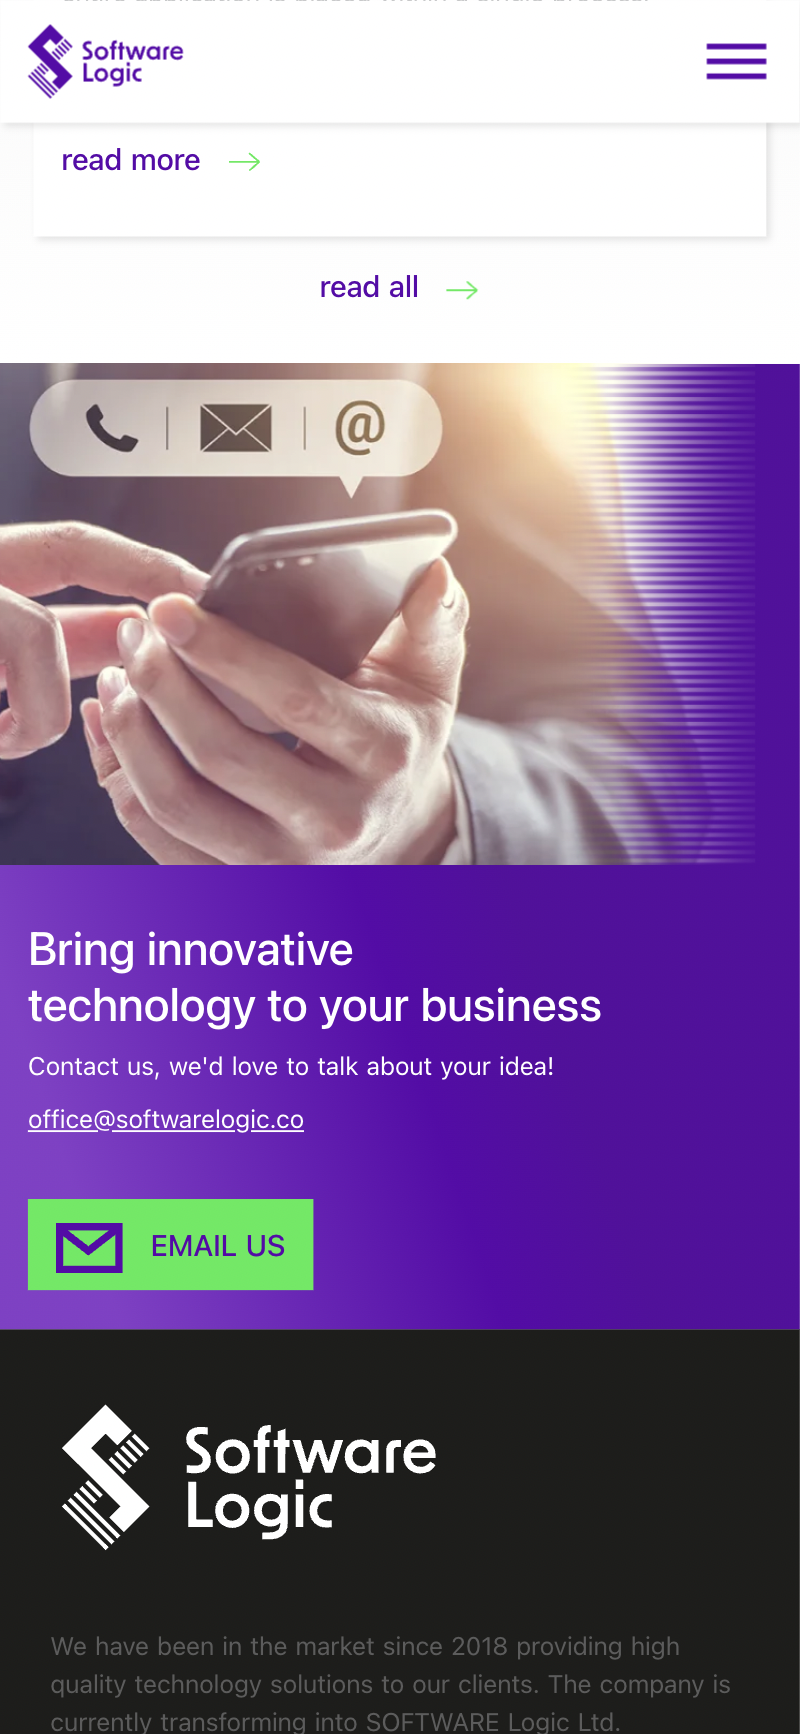 Software
Logic
read more
read all
@
Bring innovative
technology to your business
Contact us, we'd love to talk about your idea!
office@softwarelogic.co
EMAIL US
Software
Logic
We have been in the market since 2018 providing high
quality technology solutions to our clients. The company is
currently transforming into SOFTWARE Logic Ltd.